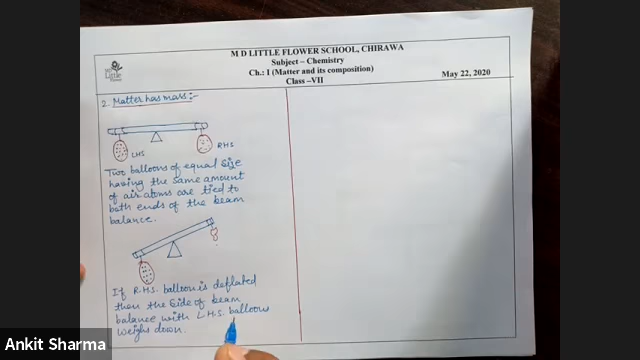 M D LITTLE FLOWER SCHOOL, CHIRAWA
Subject – Chemistry
Ch.: I (Matter and its composition)
Class –VII
May 22, 2020
Little
2. Matter has mass:-
LHS
RHS
Two balloons of equal size
having the same amount
of air atoms are tied to
both ends of the beam
balance.
If R.H.S. balloon is deflated
then the side of beam
balance with L.H.S. balloon
weighs down.
Ankit Sharma